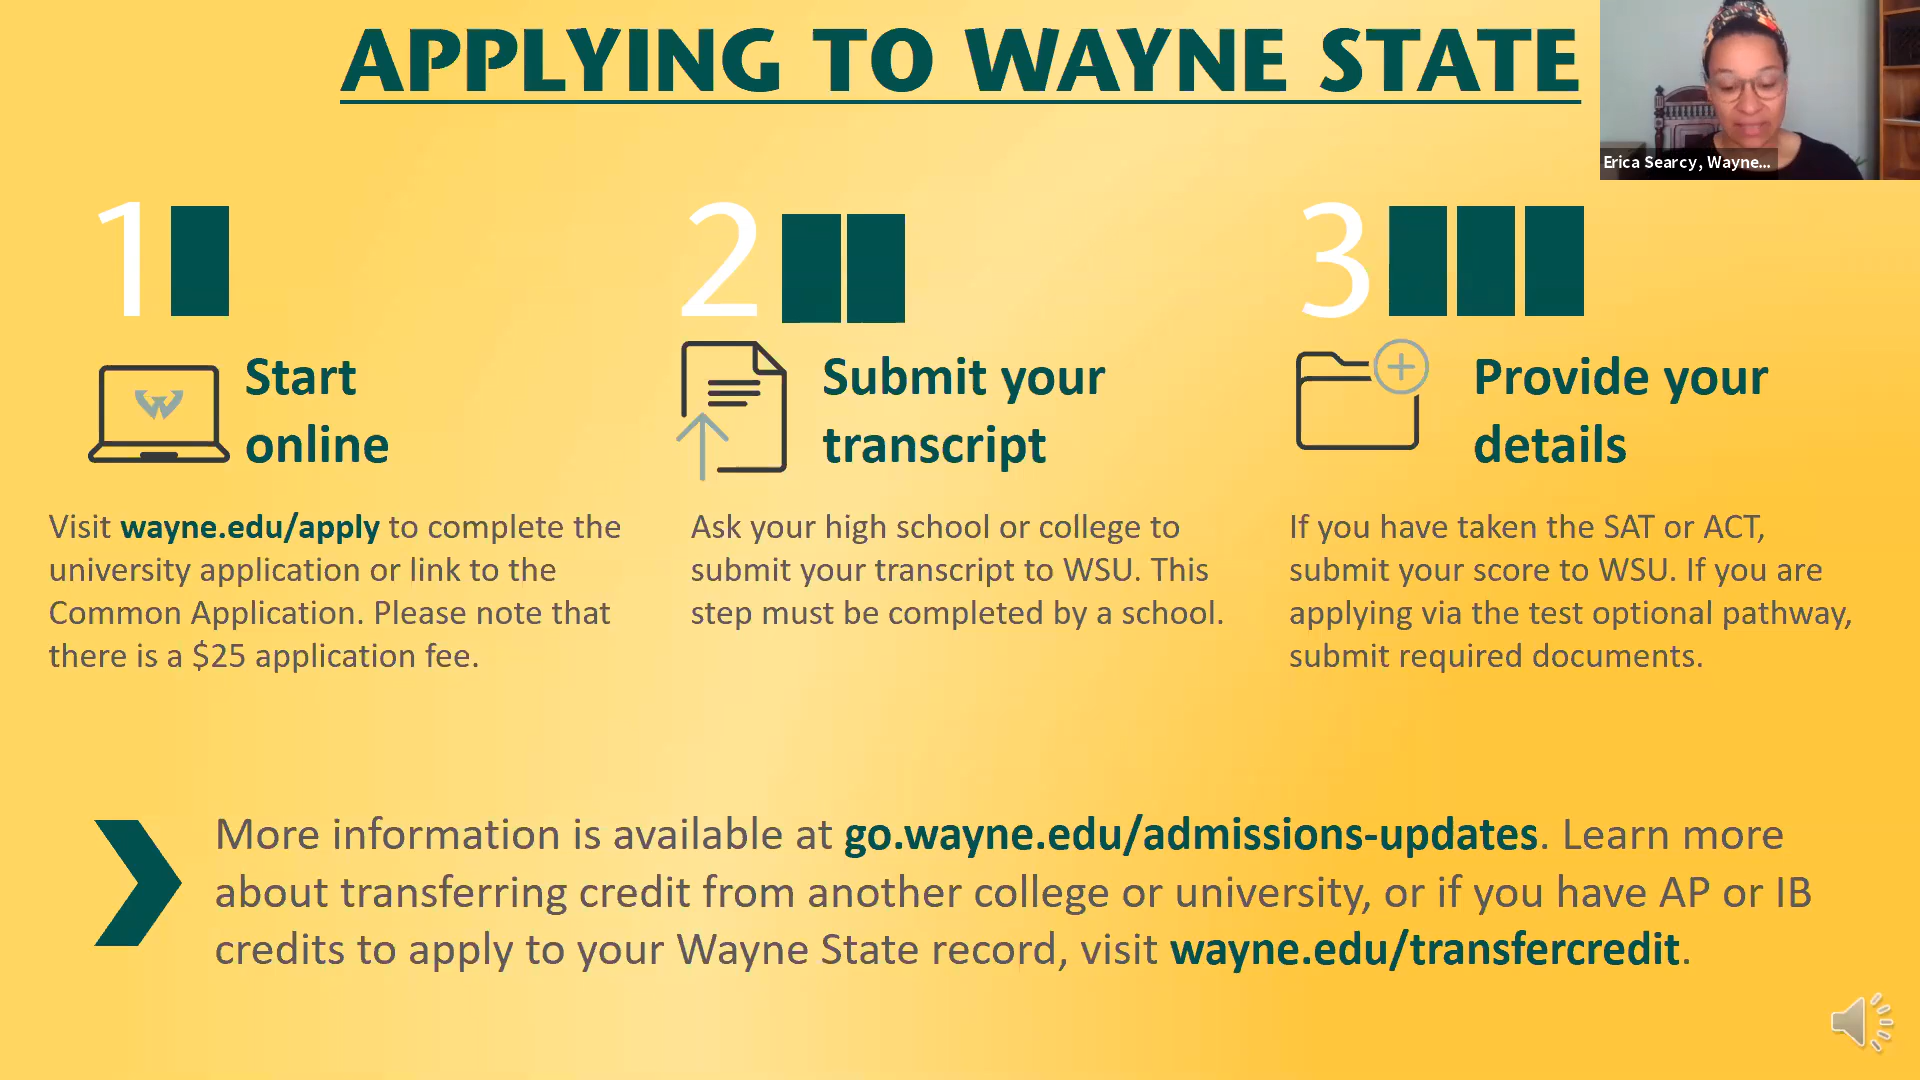 APPLYING TO WAYNE STATE
Erica Searcy, Wayne...
1
Start
online
Visit wayne.edu/apply to complete the
university application or link to the
Common Application. Please note that
there is a $25 application fee.
2
Submit your
transcript
Ask your high school or college to
submit your transcript to WSU. This
step must be completed by a school.
3
Provide your
details
If you have taken the SAT or ACT,
submit your score to WSU. If you are
applying via the test optional pathway,
submit required documents.
More information is available at go.wayne.edu/admissions-updates. Learn more
about transferring credit from another college or university, or if you have AP or IB
credits to apply to your Wayne State record, visit wayne.edu/transfercredit.